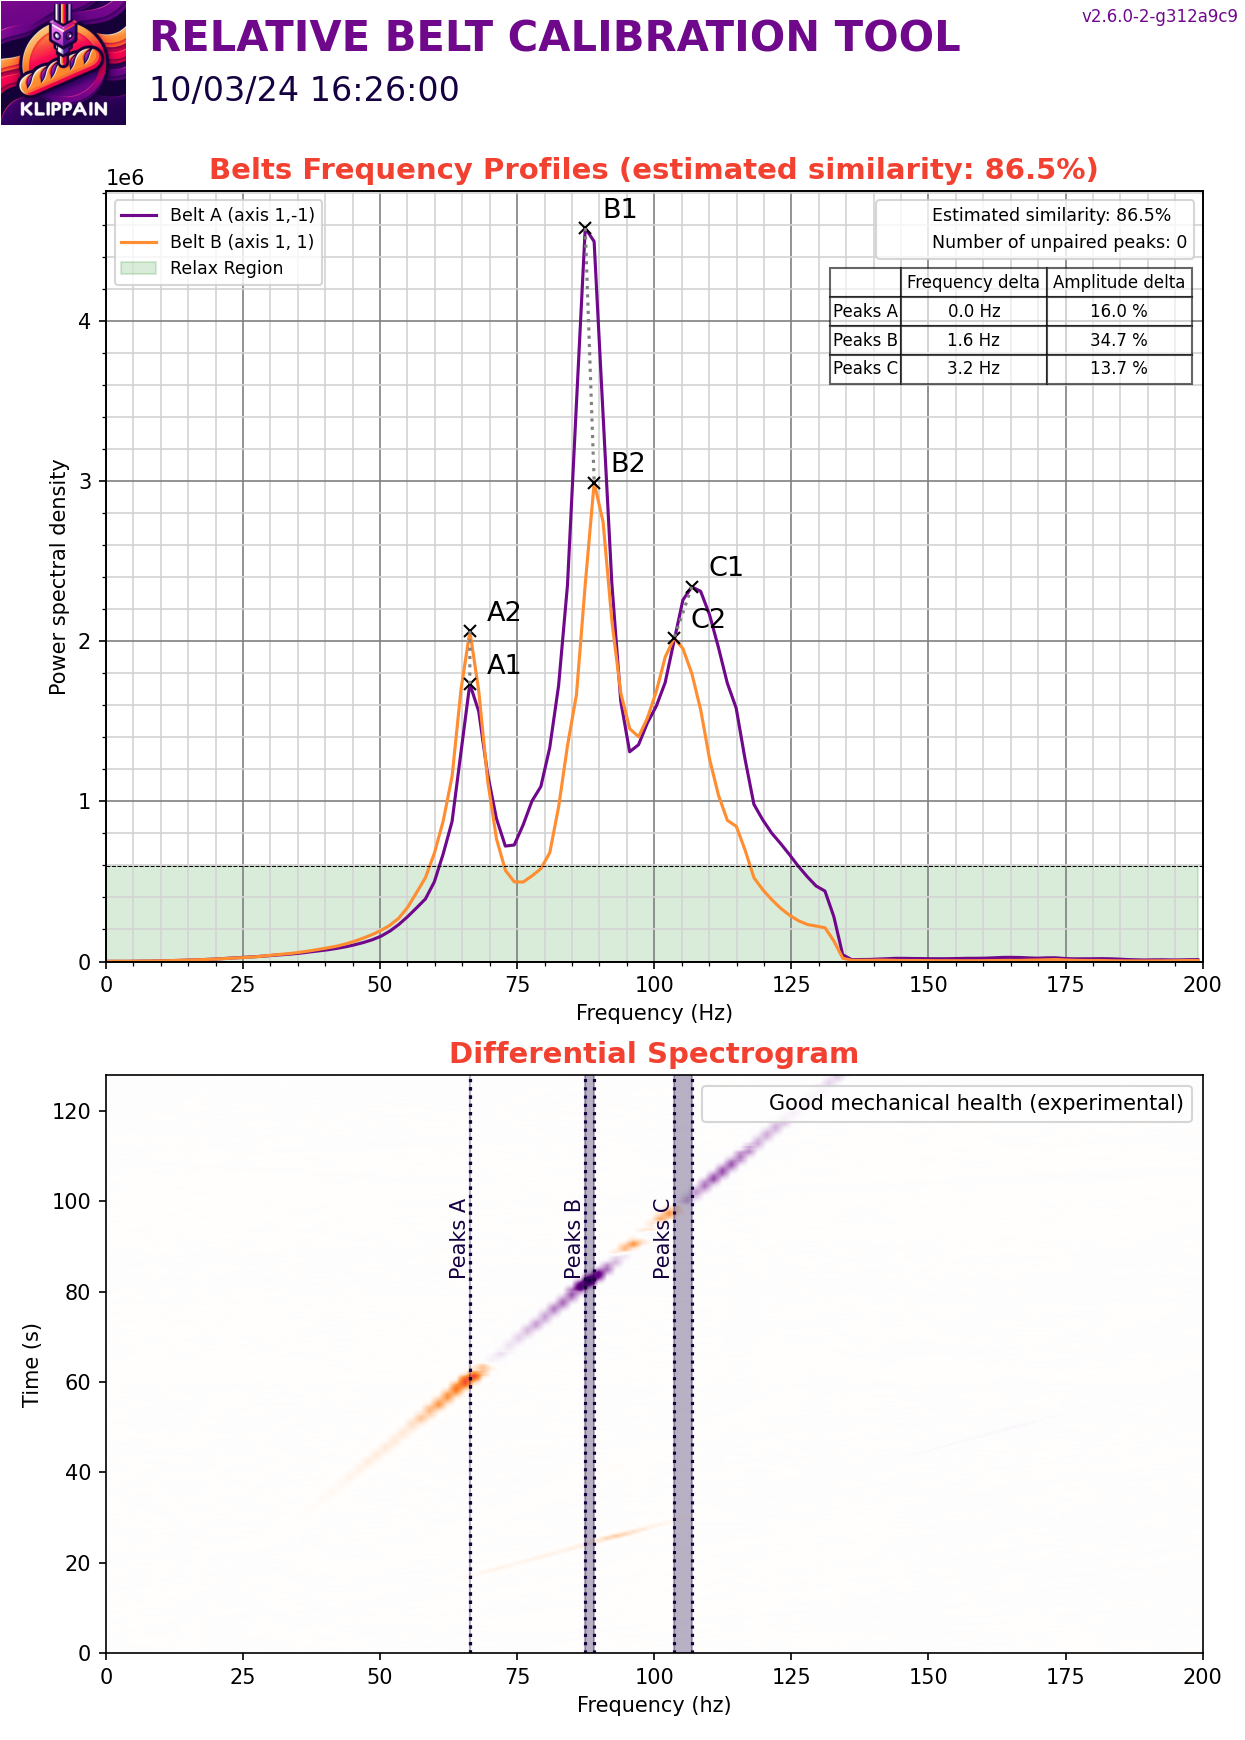 v2.6.0-2-g312a9c9
RELATIVE BELT CALIBRATION TOOL
10/03/24 16:26:00
KLIPPAIN
Belts Frequency Profiles (estimated similarity: 86.5%)
1e6
Belt A (axis 1,-1)
Belt B (axis 1, 1)
Relax Region
Estimated similarity: 86.5%
Number of unpaired peaks: 0
Frequency delta Amplitude delta
Peaks A 0.0 Hz 16.0 %
Peaks B 1.6 Hz 34.7 %
Peaks C 3.2 Hz 13.7 %
B1
B2
C1
C2
A2
A1
Power spectral density
4
3
2
1
0
0 25 50 75 100 125 150 175 200
Frequency (Hz)
Differential Spectrogram
Good mechanical health (experimental)
Peaks A
Peaks B
Peaks C
Time (s)
120
100
80
60
40
20
0
0 25 50 75 100 125 150 175 200
Frequency (hz)